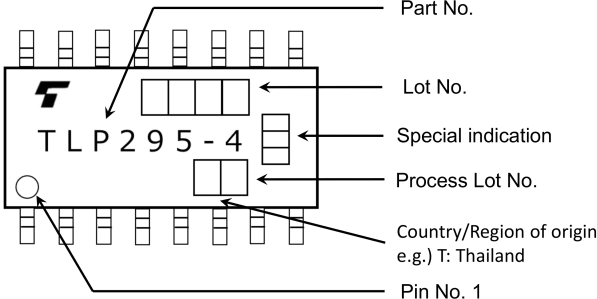 Part No.
Lot No.
TLP295-4
Special indication
Process Lot No.
Country/Region of origin
e.g.) T: Thailand
Pin No. 1